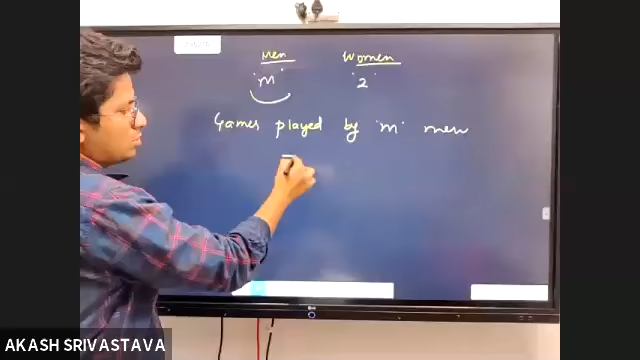 Men Women
'm' '2'
Games played by 'm' men
AKASH SRIVASTAVA